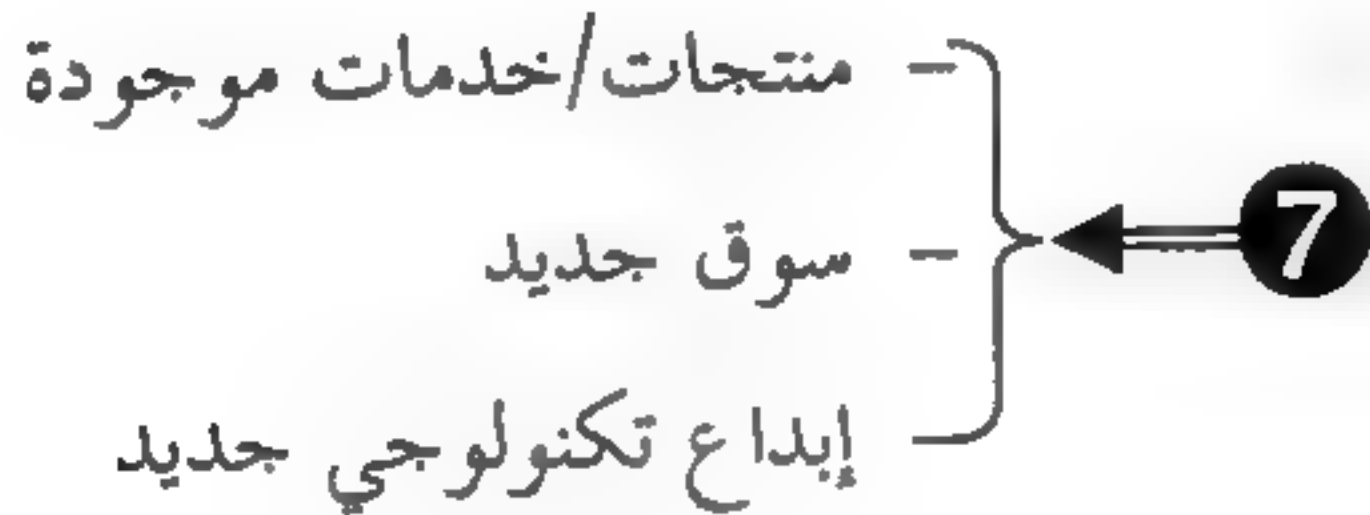 - منتجات/خدمات موجودة
7
- سوق جديد
- إبداع تكنولوجي جديد